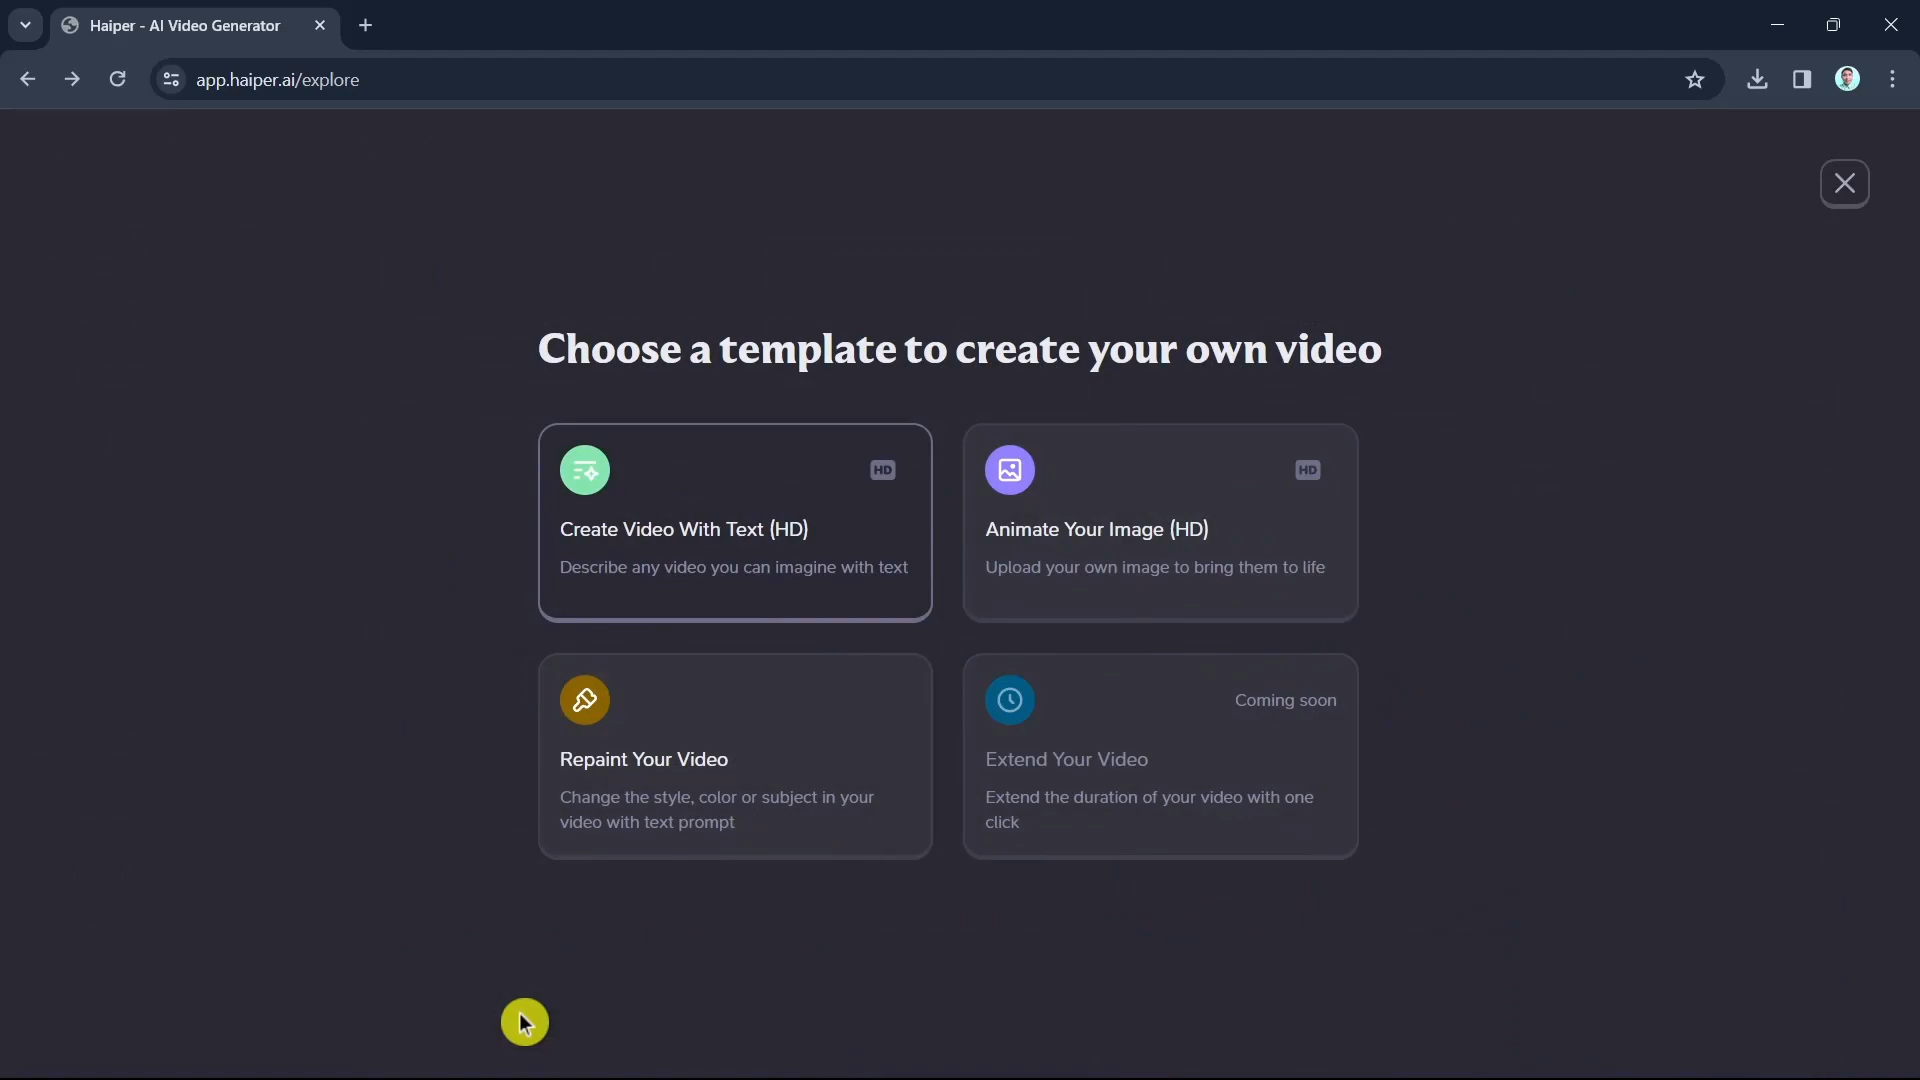 Haiper - AI Video Generator
app.haiper.ai/explore
Choose a template to create your own video
HD
Create Video With Text (HD)
Describe any video you can imagine with text
HD
Animate Your Image (HD)
Upload your own image to bring them to life
Repaint Your Video
Change the style, color or subject in your
video with text prompt
Coming soon
Extend Your Video
Extend the duration of your video with one
click